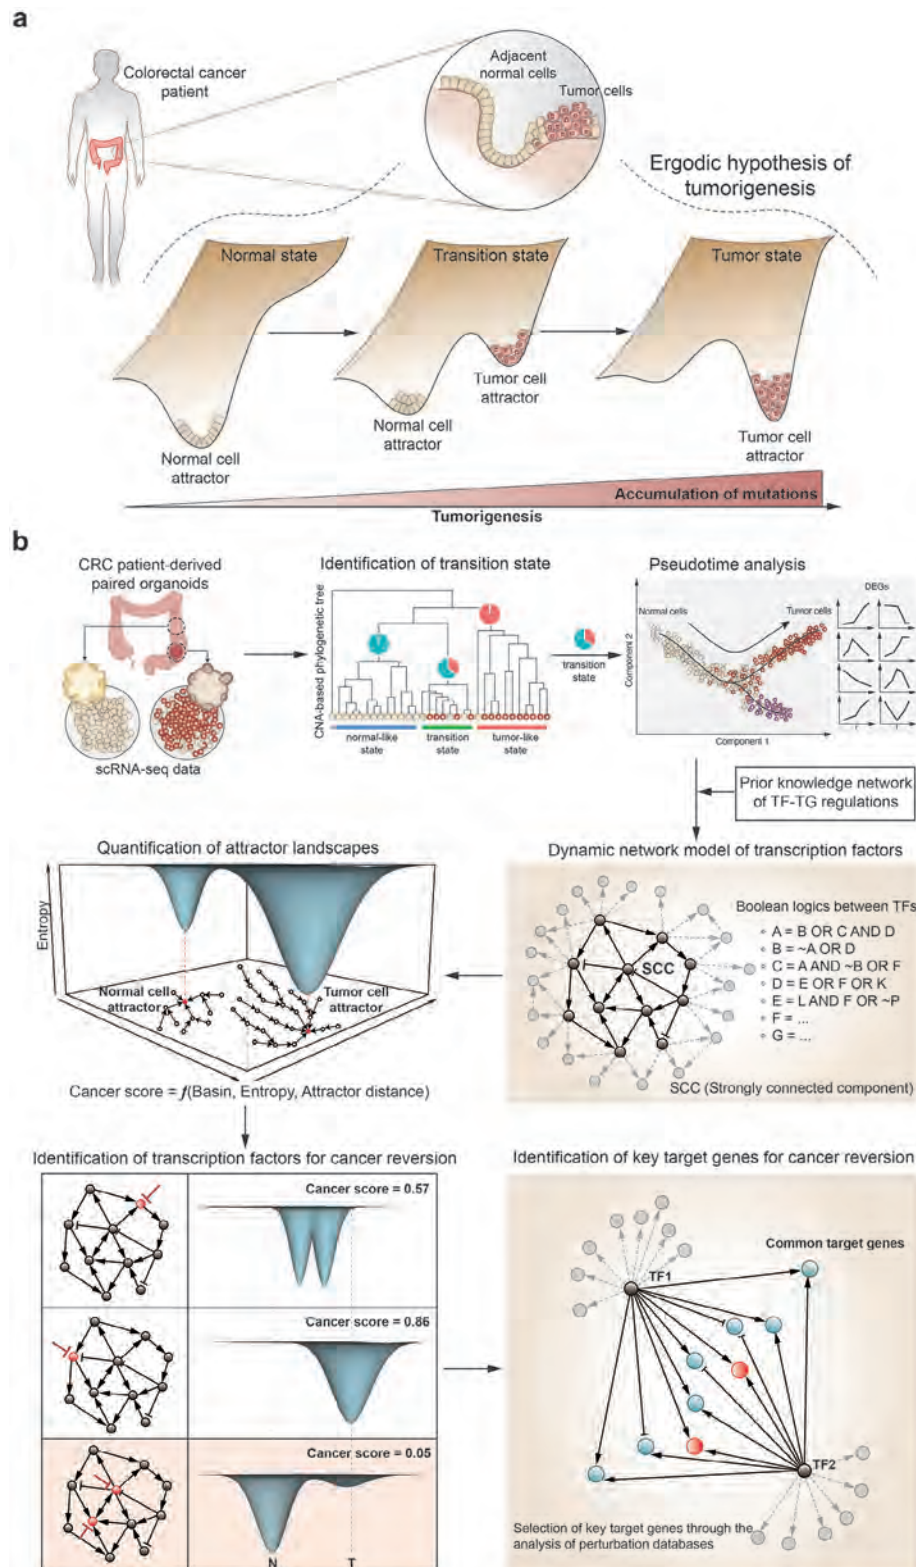 a
Colorectal cancer
patient
Adjacent
normal cells
Tumor cells
Ergodic hypothesis of
tumorigenesis
Normal state
Transition state
Tumor state
Normal cell
attractor
Normal cell
attractor
Tumor cell
attractor
Tumor cell
attractor
Accumulation of mutations
Tumorigenesis
b
CRC patient-derived
paired organoids
scRNA-seq data
Identification of transition state
CNA-based phylogenetic tree
normal-like
state
transition
state
tumor-like
state
transition
state
Pseudotime analysis
Normal cells
Tumor cells
Component 2
Component 1
DEGs
Prior knowledge network
of TF-TG regulations
Quantification of attractor landscapes
Entropy
Normal cell
attractor
Tumor cell
attractor
Cancer score = f(Basin, Entropy, Attractor distance)
Dynamic network model of transcription factors
SCC
Boolean logics between TFs
A = B OR C AND D
B = ~A OR D
C = A AND ~B OR F
D = E OR F OR K
E = L AND F OR ~P
F = ...
G = ...
SCC (Strongly connected component)
Identification of transcription factors for cancer reversion
Cancer score = 0.57
Cancer score = 0.86
Cancer score = 0.05
N
T
Identification of key target genes for cancer reversion
Common target genes
TF1
TF2
Selection of key target genes through the
analysis of perturbation databases